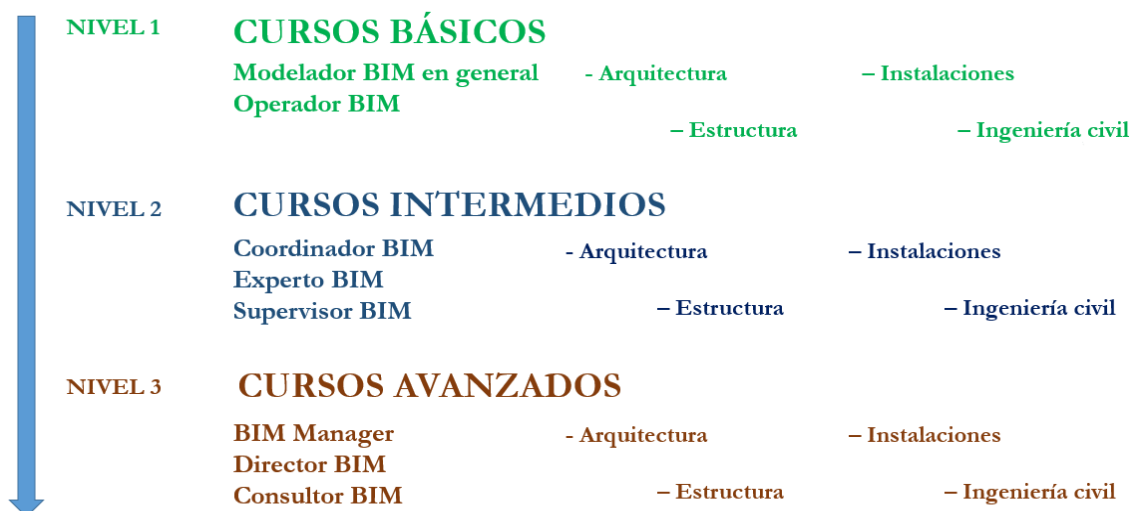 NIVEL 1 CURSOS BÁSICOS
Modelador BIM en general - Arquitectura – Instalaciones
Operador BIM
– Estructura – Ingeniería civil
NIVEL 2 CURSOS INTERMEDIOS
Coordinador BIM - Arquitectura – Instalaciones
Experto BIM
Supervisor BIM – Estructura – Ingeniería civil
NIVEL 3 CURSOS AVANZADOS
BIM Manager - Arquitectura – Instalaciones
Director BIM
Consultor BIM – Estructura – Ingeniería civil